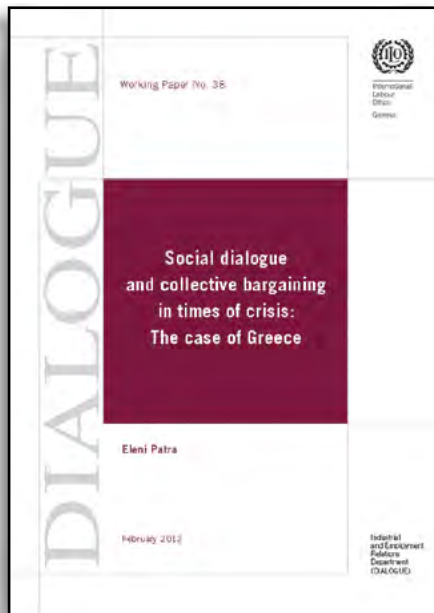 DIALOGUE
Working Paper No. 38
International
Labour
Office
Geneva
Social dialogue
and collective bargaining
in times of crisis:
The case of Greece
Eleni Patra
February 2012
Industrial
and Employment
Relations
Department
(DIALOGUE)